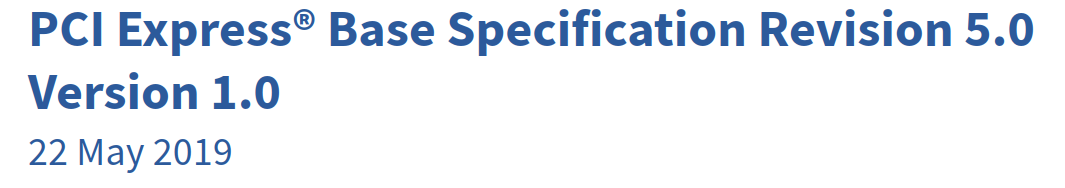 PCI Express® Base Specification Revision 5.0
Version 1.0
22 May 2019